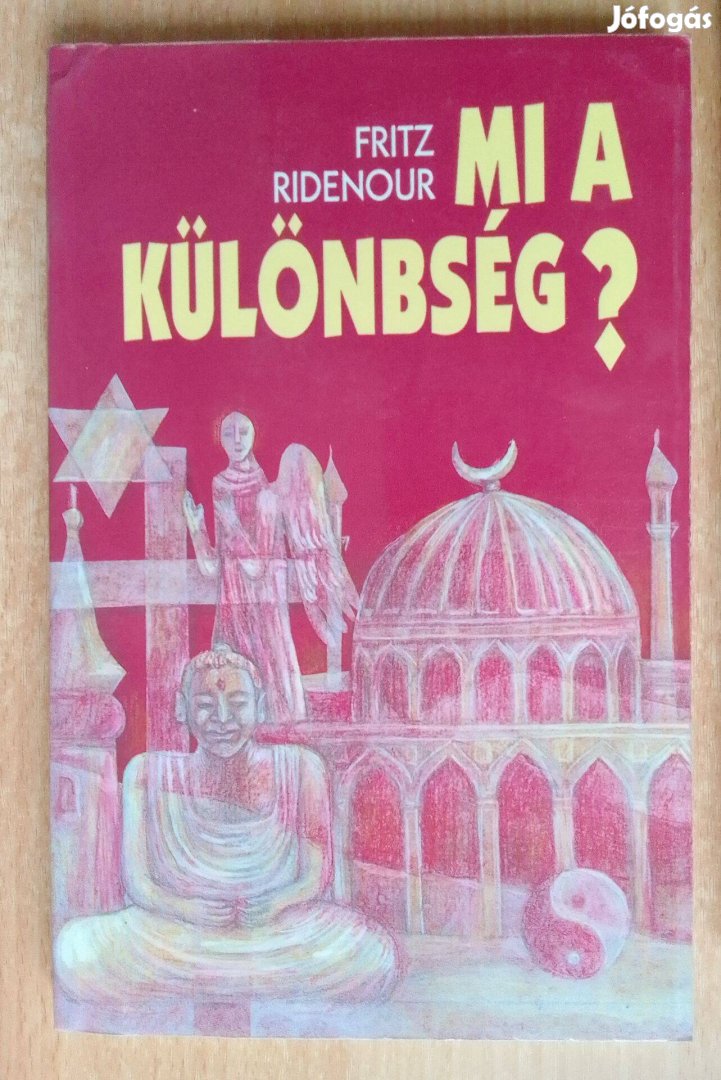 Jófogás
FRITZ
RIDENOUR
MI A
KÜLÖNBSÉG?